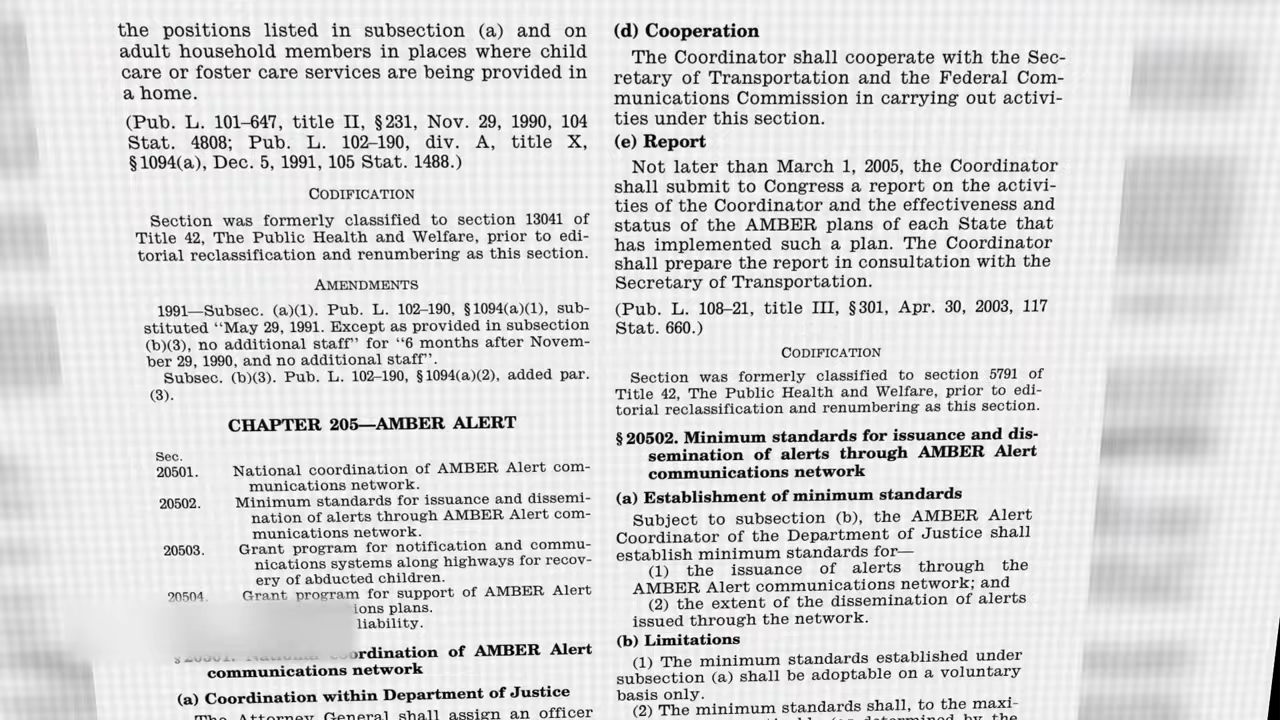 the positions listed in subsection (a) and on
adult household members in places where child
care or foster care services are being provided in
a home.
(Pub. L. 101–647, title II, §231, Nov. 29, 1990, 104
Stat. 4808; Pub. L. 102–190, div. A, title X,
§1094(a), Dec. 5, 1991, 105 Stat. 1488.)
CODIFICATION
Section was formerly classified to section 13041 of
Title 42, The Public Health and Welfare, prior to edi-
torial reclassification and renumbering as this section.
AMENDMENTS
1991—Subsec. (a)(1). Pub. L. 102–190, §1094(a)(1), sub-
stituted ‘‘May 29, 1991. Except as provided in subsection
(b)(3), no additional staff’’ for ‘‘6 months after Novem-
ber 29, 1990, and no additional staff’’.
Subsec. (b)(3). Pub. L. 102–190, §1094(a)(2), added par.
(3).
CHAPTER 205—AMBER ALERT
Sec.
20501. National coordination of AMBER Alert com-
munications network.
20502. Minimum standards for issuance and dissemi-
nation of alerts through AMBER Alert com-
munications network.
20503. Grant program for notification and commu-
nications systems along highways for recov-
ery of abducted children.
20504. Grant program for support of AMBER Alert
ions plans.
liability.
§20501. National coordination of AMBER Alert
communications network
(a) Coordination within Department of Justice
The Attorney General shall assign an officer
(d) Cooperation
The Coordinator shall cooperate with the Sec-
retary of Transportation and the Federal Com-
munications Commission in carrying out activi-
ties under this section.
(e) Report
Not later than March 1, 2005, the Coordinator
shall submit to Congress a report on the activi-
ties of the Coordinator and the effectiveness and
status of the AMBER plans of each State that
has implemented such a plan. The Coordinator
shall prepare the report in consultation with the
Secretary of Transportation.
(Pub. L. 108–21, title III, §301, Apr. 30, 2003, 117
Stat. 660.)
CODIFICATION
Section was formerly classified to section 5791 of
Title 42, The Public Health and Welfare, prior to edi-
torial reclassification and renumbering as this section.
§20502. Minimum standards for issuance and dis-
semination of alerts through AMBER Alert
communications network
(a) Establishment of minimum standards
Subject to subsection (b), the AMBER Alert
Coordinator of the Department of Justice shall
establish minimum standards for—
(1) the issuance of alerts through the
AMBER Alert communications network; and
(2) the extent of the dissemination of alerts
issued through the network.
(b) Limitations
(1) The minimum standards established under
subsection (a) shall be adoptable on a voluntary
basis only.
(2) The minimum standards shall, to the maxi-
(as determined by the